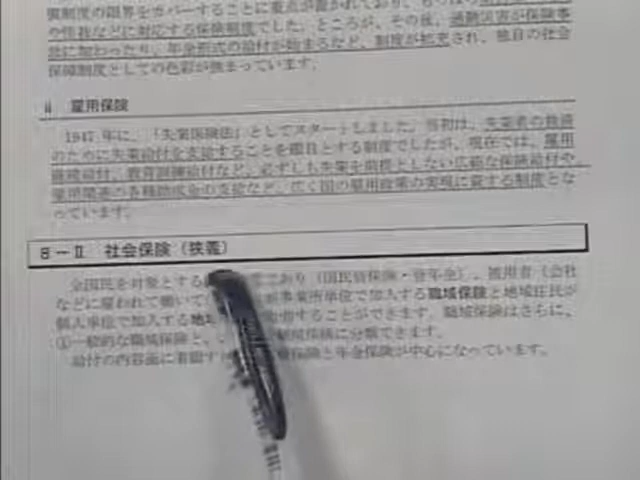 償制度の限界をカバーすることに重点が置かれており、
や怪我などに対応する保険制度でした。ところが、その後、通勤災害が保険事
故に加わったり、年金形式の給付が始まるなど、制度が拡充され、独自の社会
保障制度としての色彩が強まっています。
ⅱ 雇用保険
1947年に、「失業保険法」としてスタートしました。当初は、失業者の救済
のために失業給付を支給することを眼目とする制度でしたが、現在では、雇用
継続給付、教育訓練給付など、必ずしも失業を前提としない広範な保険給付や、
雇用関連の各種助成金の支給など、広く国の雇用政策の実現に資する制度とな
っています。
8－Ⅱ 社会保険（狭義）
全国民を対象とする であり（国民皆保険・皆年金）、被用者（会社
などに雇われて働いて 事業所単位で加入する職域保険と地域住民が
個人単位で加入する地域 することができます。職域保険はさらに、
①一般的な職域保険と、 職域保険に分類できます。
給付の内容面に着目す 保険と年金保険が中心になっています。